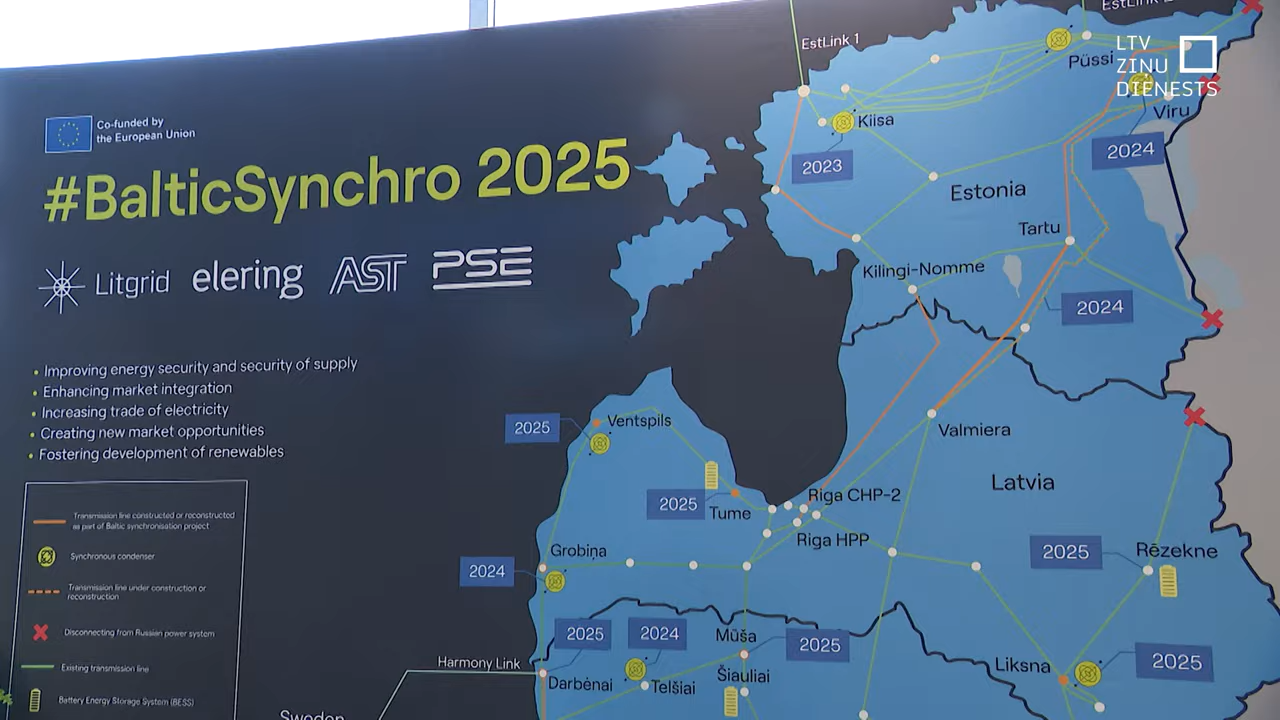 Co-funded by
the European Union
#BalticSynchro 2025
Litgrid elering AST PSE
• Improving energy security and security of supply
• Enhancing market integration
• Increasing trade of electricity
• Creating new market opportunities
• Fostering development of renewables
Transmission line constructed or reconstructed
as part of Baltic synchronisation project
Synchronous condenser
Transmission line under construction or
reconstruction
Disconnecting from Russian power system
Existing transmission line
Battery Energy Storage System (BESS)
EstLink 1
EstLink 2
LTV
ZIŅU
DIENESTS
Püssi
Kiisa
Viru
2023
2024
Estonia
Tartu
Kilingi-Nomme
2024
Ventspils
2025
Valmiera
Latvia
Riga CHP-2
2025
Tume
Riga HPP
Grobiņa
2025
Rēzekne
2024
2025
2024
Mūša
2025
Harmony Link
Liksna
2025
Darbėnai
Telšiai
Šiauliai
Sweden